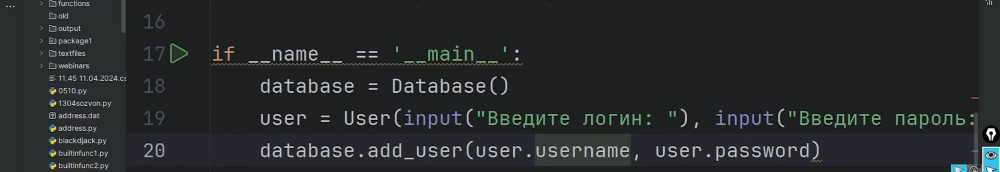 functions
old
output
package1
textfiles
webinars
11.45 11.04.2024.cs
0510.py
1304sozvon.py
address.dat
address.py
blackdjack.py
builtinfunc1.py
builtinfunc2.py
16
17 if __name__ == '__main__':
18 database = Database()
19 user = User(input("Введите логин: "), input("Введите пароль:
20 database.add_user(user.username, user.password)